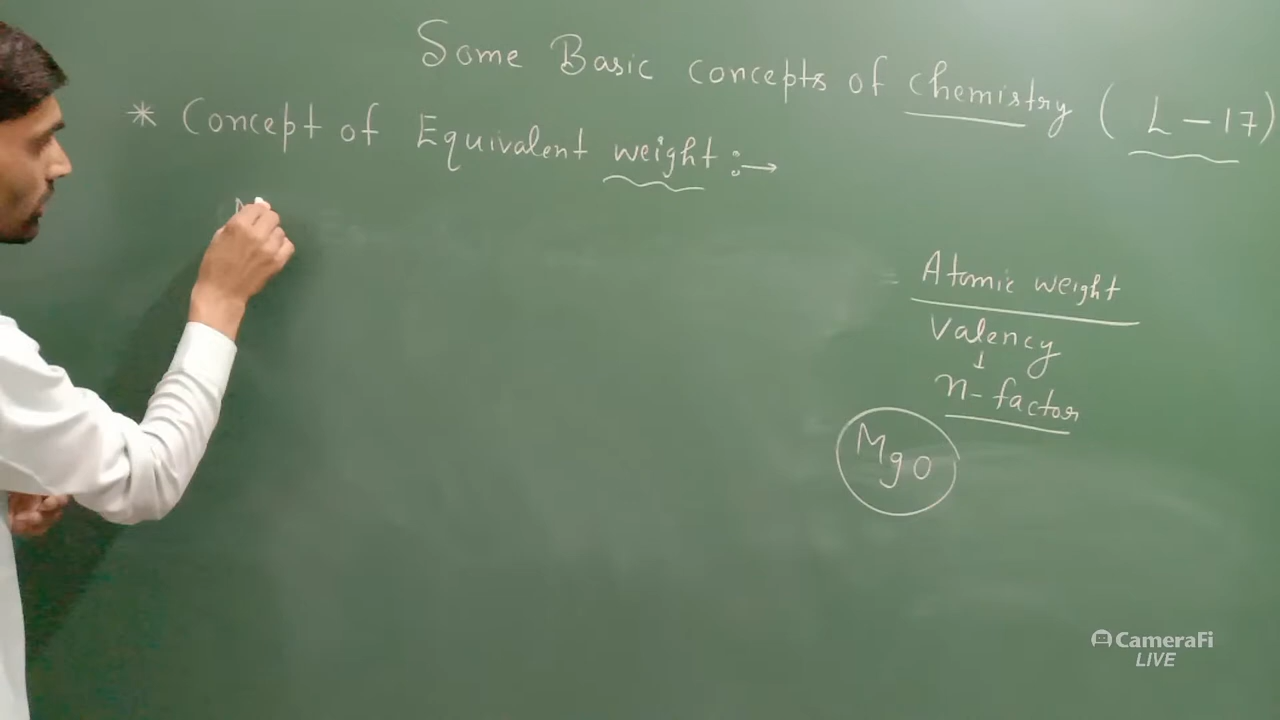 Some Basic concepts of chemistry ( L - 17)
* Concept of Equivalent weight :→
= Atomic weight
Valency
↓
n- factor
MgO
CameraFi
LIVE